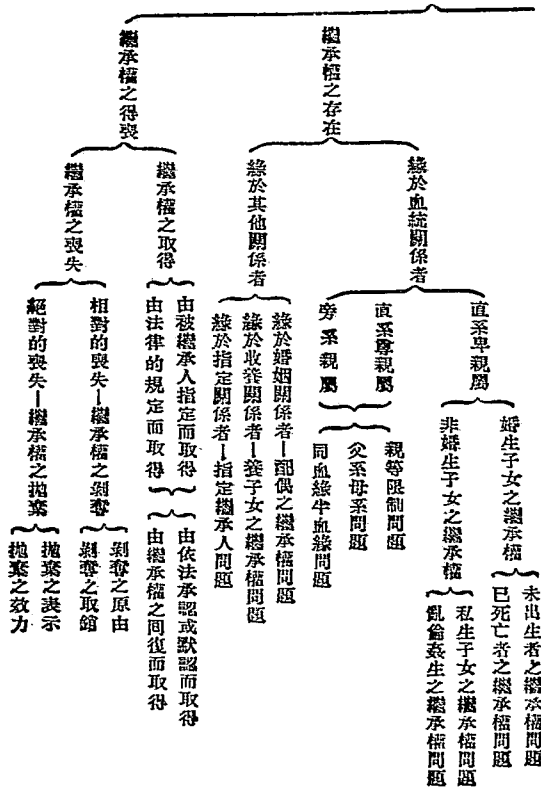 繼承權之存在
緣於血統關係者
直系卑親屬
婚生子女之繼承權
未出生者之繼承權問題
已死亡者之繼承權問題
非婚生子女之繼承權
私生子女之繼承權問題
亂倫姦生之繼承權問題
直系尊親屬
旁系親屬
親等限制問題
父系母系問題
同血緣半血緣問題
緣於其他關係者
緣於婚姻關係者—配偶之繼承權問題
緣於收養關係者—養子女之繼承權問題
緣於指定關係者—指定繼承人問題
繼承權之得喪
繼承權之取得
由被繼承人指定而取得
由法律的規定而取得
由依法承認或默認而取得
由繼承權之回復而取得
繼承權之喪失
相對的喪失—繼承權之剝奪
剝奪之原由
剝奪之取銷
絕對的喪失—繼承權之拋棄
拋棄之表示
拋棄之效力